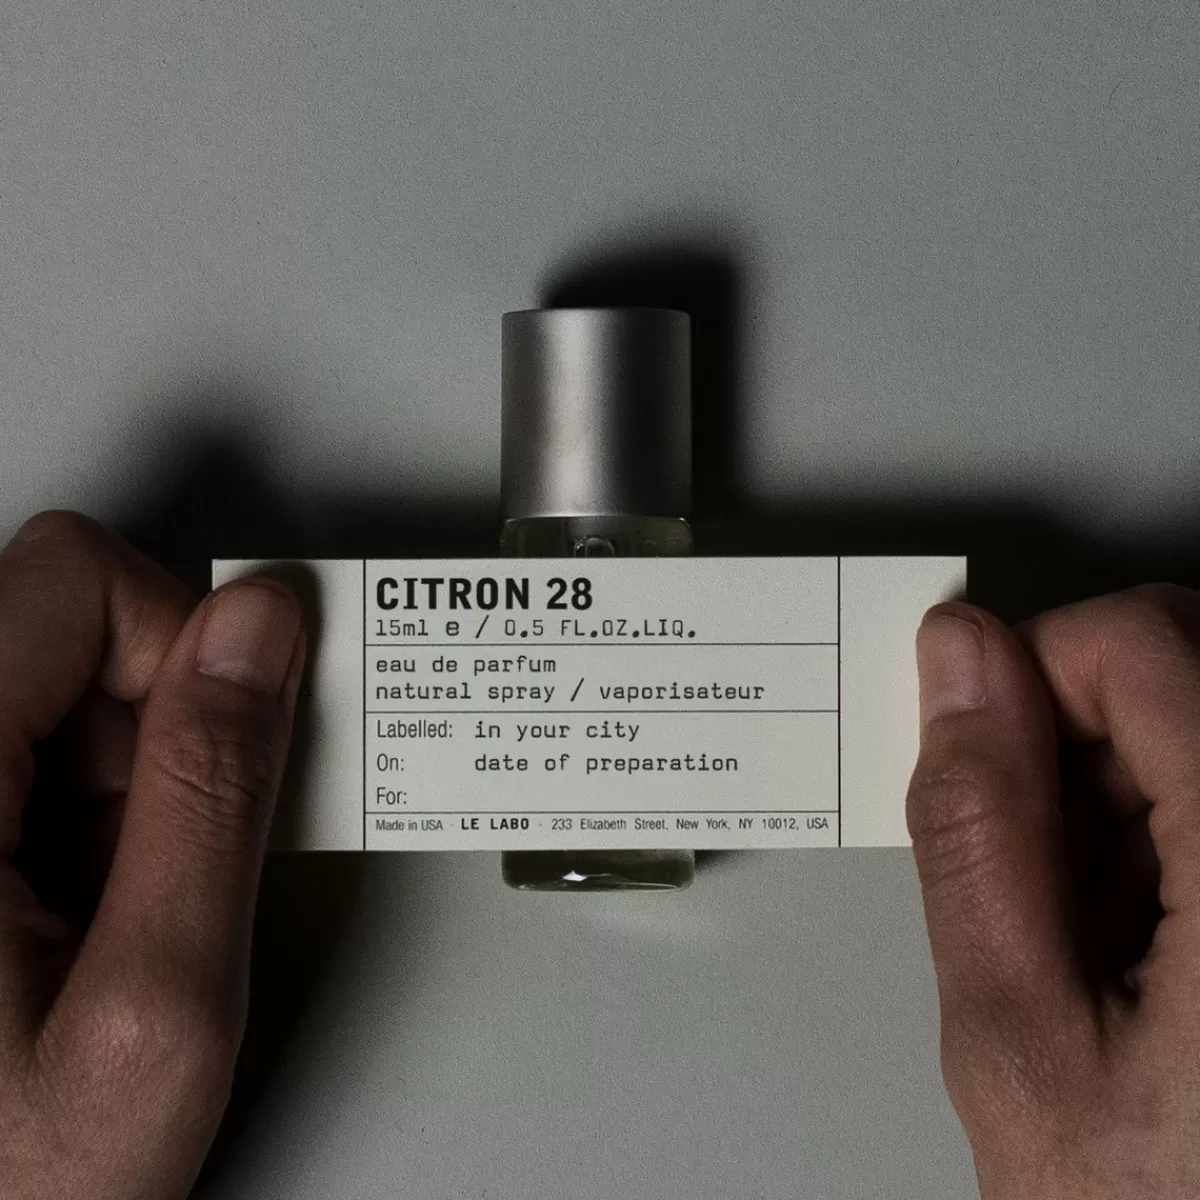 CITRON 28
15ml e / 0.5 FL.OZ.LIQ.
eau de parfum
natural spray / vaporisateur
Labelled: in your city
On: date of preparation
For:
Made in USA - LE LABO - 233 Elizabeth Street, New York, NY 10012, USA